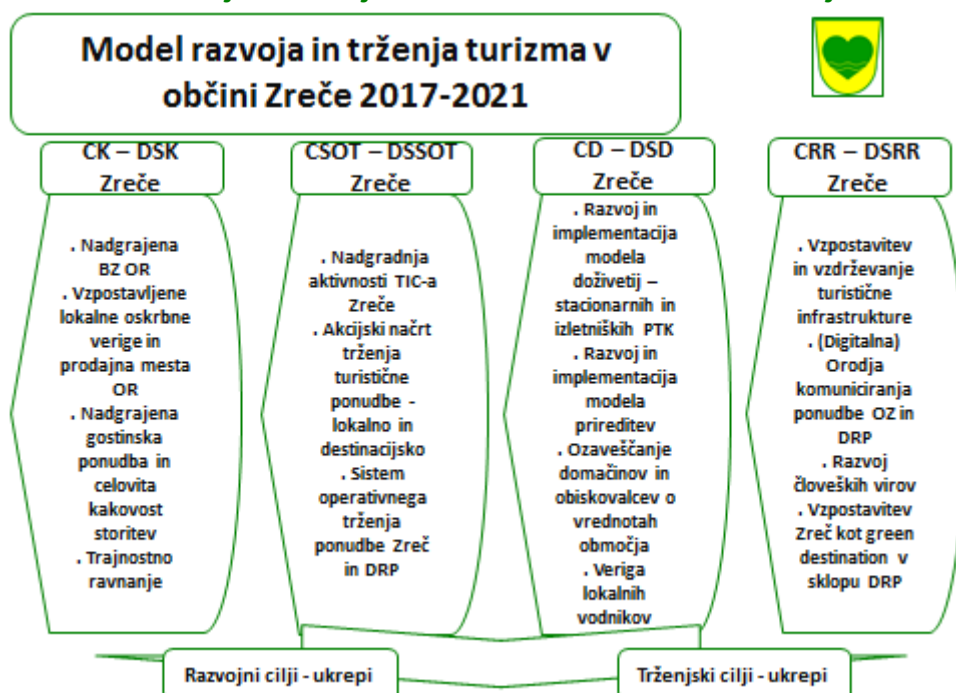 Model razvoja in trženja turizma v
občini Zreče 2017-2021
CK – DSK
Zreče
. Nadgrajena
BZ OR
. Vzpostavljene
lokalne oskrbne
verige in
prodajna mesta
OR
. Nadgrajena
gostinska
ponudba in
celovita
kakovost
storitev
. Trajnostno
ravnanje
CSOT – DSSOT
Zreče
. Nadgradnja
aktivnosti TIC-a
Zreče
. Akcijski načrt
trženja
turistične
ponudbe -
lokalno in
destinacijsko
. Sistem
operativnega
trženja
ponudbe Zreč
in DRP
CD – DSD
Zreče
. Razvoj in
implementacija
modela
doživetij –
stacionarnih in
izletniških PTK
. Razvoj in
implementacija
modela
prireditev
. Ozaveščanje
domačinov in
obiskovalcev o
vrednotah
območja
. Veriga
lokalnih
vodnikov
CRR – DSRR
Zreče
. Vzpostavitev
in vzdrževanje
turistične
infrastrukture
. (Digitalna)
Orodja
komuniciranja
ponudbe OZ in
DRP
. Razvoj
človeških virov
. Vzpostavitev
Zreč kot green
destination v
sklopu DRP
Razvojni cilji - ukrepi
Trženjski cilji - ukrepi